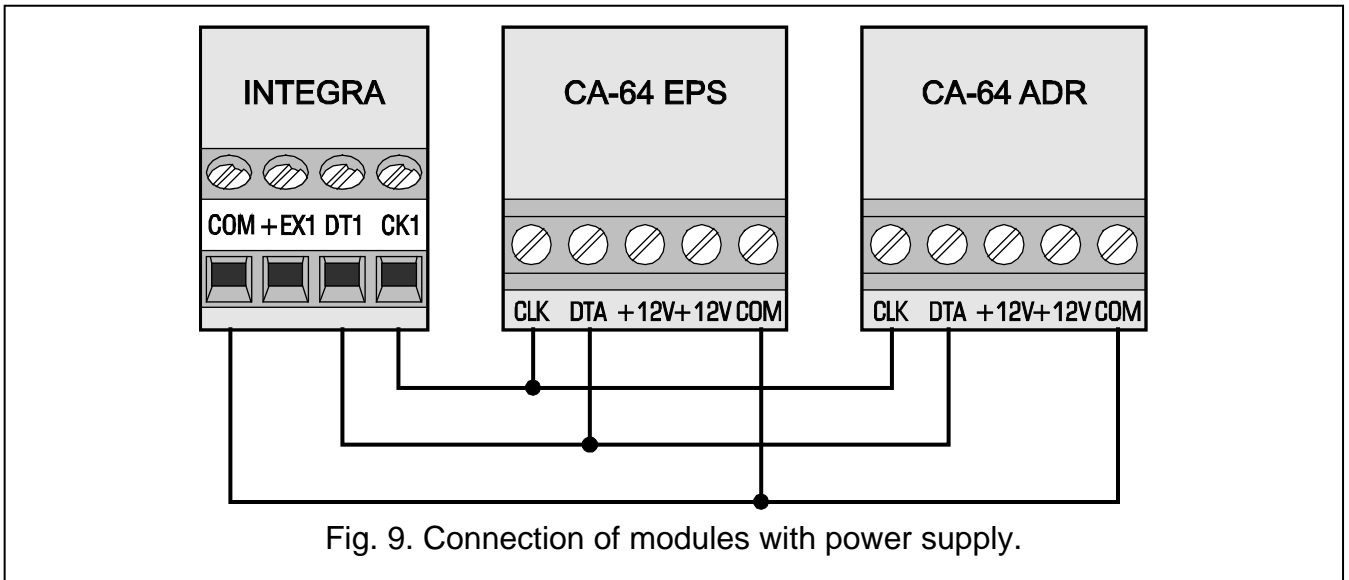 INTEGRA
COM +EX1 DT1 CK1
CA-64 EPS
CLK DTA +12V+12V COM
CA-64 ADR
CLK DTA +12V+12V COM
Fig. 9. Connection of modules with power supply.